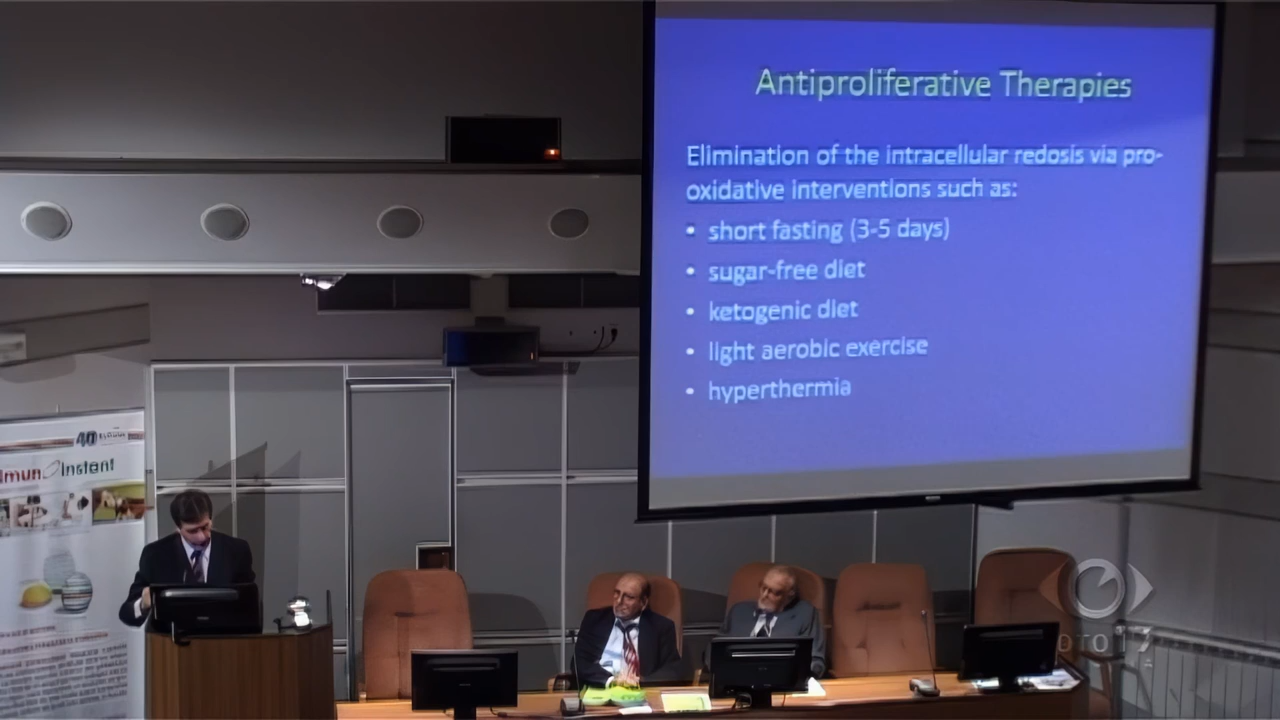 Antiproliferative Therapies
Elimination of the intracellular redosis via pro-
oxidative interventions such as:
• short fasting (3-5 days)
• sugar-free diet
• ketogenic diet
• light aerobic exercise
• hyperthermia
40
Imun Instant
OTO17